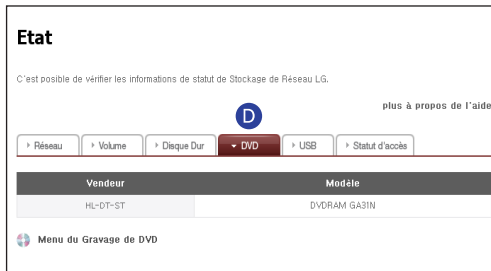 Etat
C'est posible de vérifier les informations de statut de Stockage de Réseau LG.
plus à propos de l'aide
D
Réseau Volume Disque Dur DVD USB Statut d'accès
Vendeur Modèle
HL-DT-ST DVDRAM GA31N
Menu du Gravage de DVD